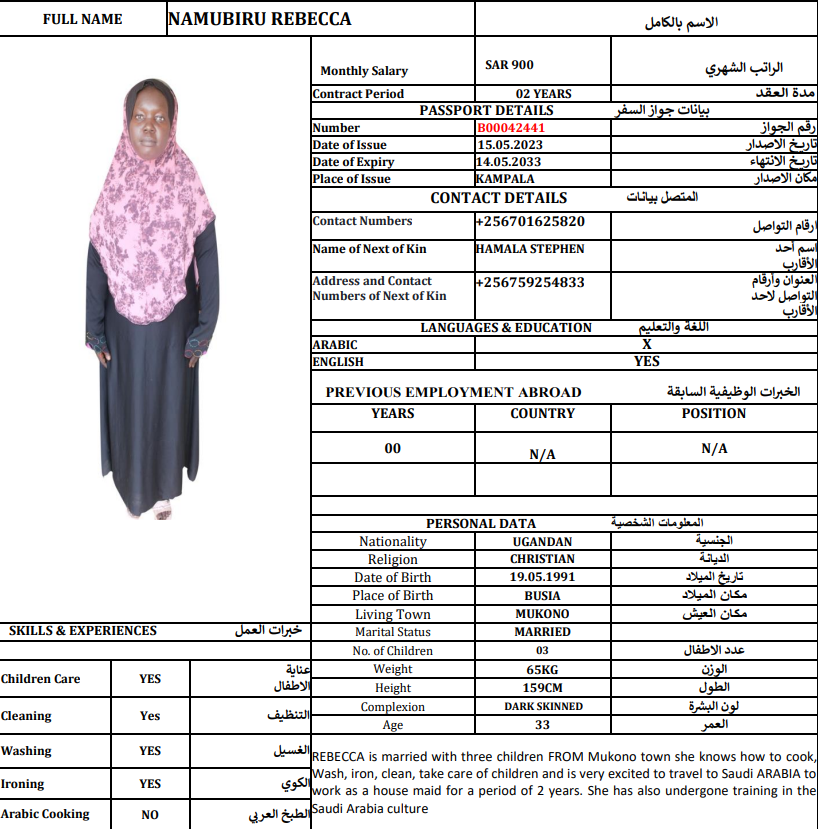 FULL NAME NAMUBIRU REBECCA الاسم بالكامل
Monthly Salary SAR 900 الراتب الشهري
Contract Period 02 YEARS مدة العقد
PASSPORT DETAILS بيانات جواز السفر
Number B00042441 رقم الجواز
Date of Issue 15.05.2023 تاريخ الاصدار
Date of Expiry 14.05.2033 تاريخ الانتهاء
Place of Issue KAMPALA مكان الاصدار
CONTACT DETAILS المتصل بيانات
Contact Numbers +256701625820 ارقام التواصل
Name of Next of Kin HAMALA STEPHEN اسم أحد
الأقارب
Address and Contact +256759254833 العنوان وأرقام
Numbers of Next of Kin التواصل لاحد
الأقارب
LANGUAGES & EDUCATION اللغة والتعليم
ARABIC X
ENGLISH YES
PREVIOUS EMPLOYMENT ABROAD الخبرات الوظيفية السابقة
YEARS COUNTRY POSITION
00 N/A N/A
PERSONAL DATA المعلومات الشخصية
Nationality UGANDAN الجنسية
Religion CHRISTIAN الديانة
Date of Birth 19.05.1991 تاريخ الميلاد
Place of Birth BUSIA مكان الميلاد
Living Town MUKONO مكان العيش
Marital Status MARRIED
No. of Children 03 عدد الاطفال
Weight 65KG الوزن
Height 159CM الطول
Complexion DARK SKINNED لون البشرة
Age 33 العمر
SKILLS & EXPERIENCES خبرات العمل
Children Care YES عناية
الاطفال
Cleaning Yes التنظيف
Washing YES الغسيل
Ironing YES الكوي
Arabic Cooking NO الطبخ العربي
REBECCA is married with three children FROM Mukono town she knows how to cook,
Wash, iron, clean, take care of children and is very excited to travel to Saudi ARABIA to
work as a house maid for a period of 2 years. She has also undergone training in the
Saudi Arabia culture